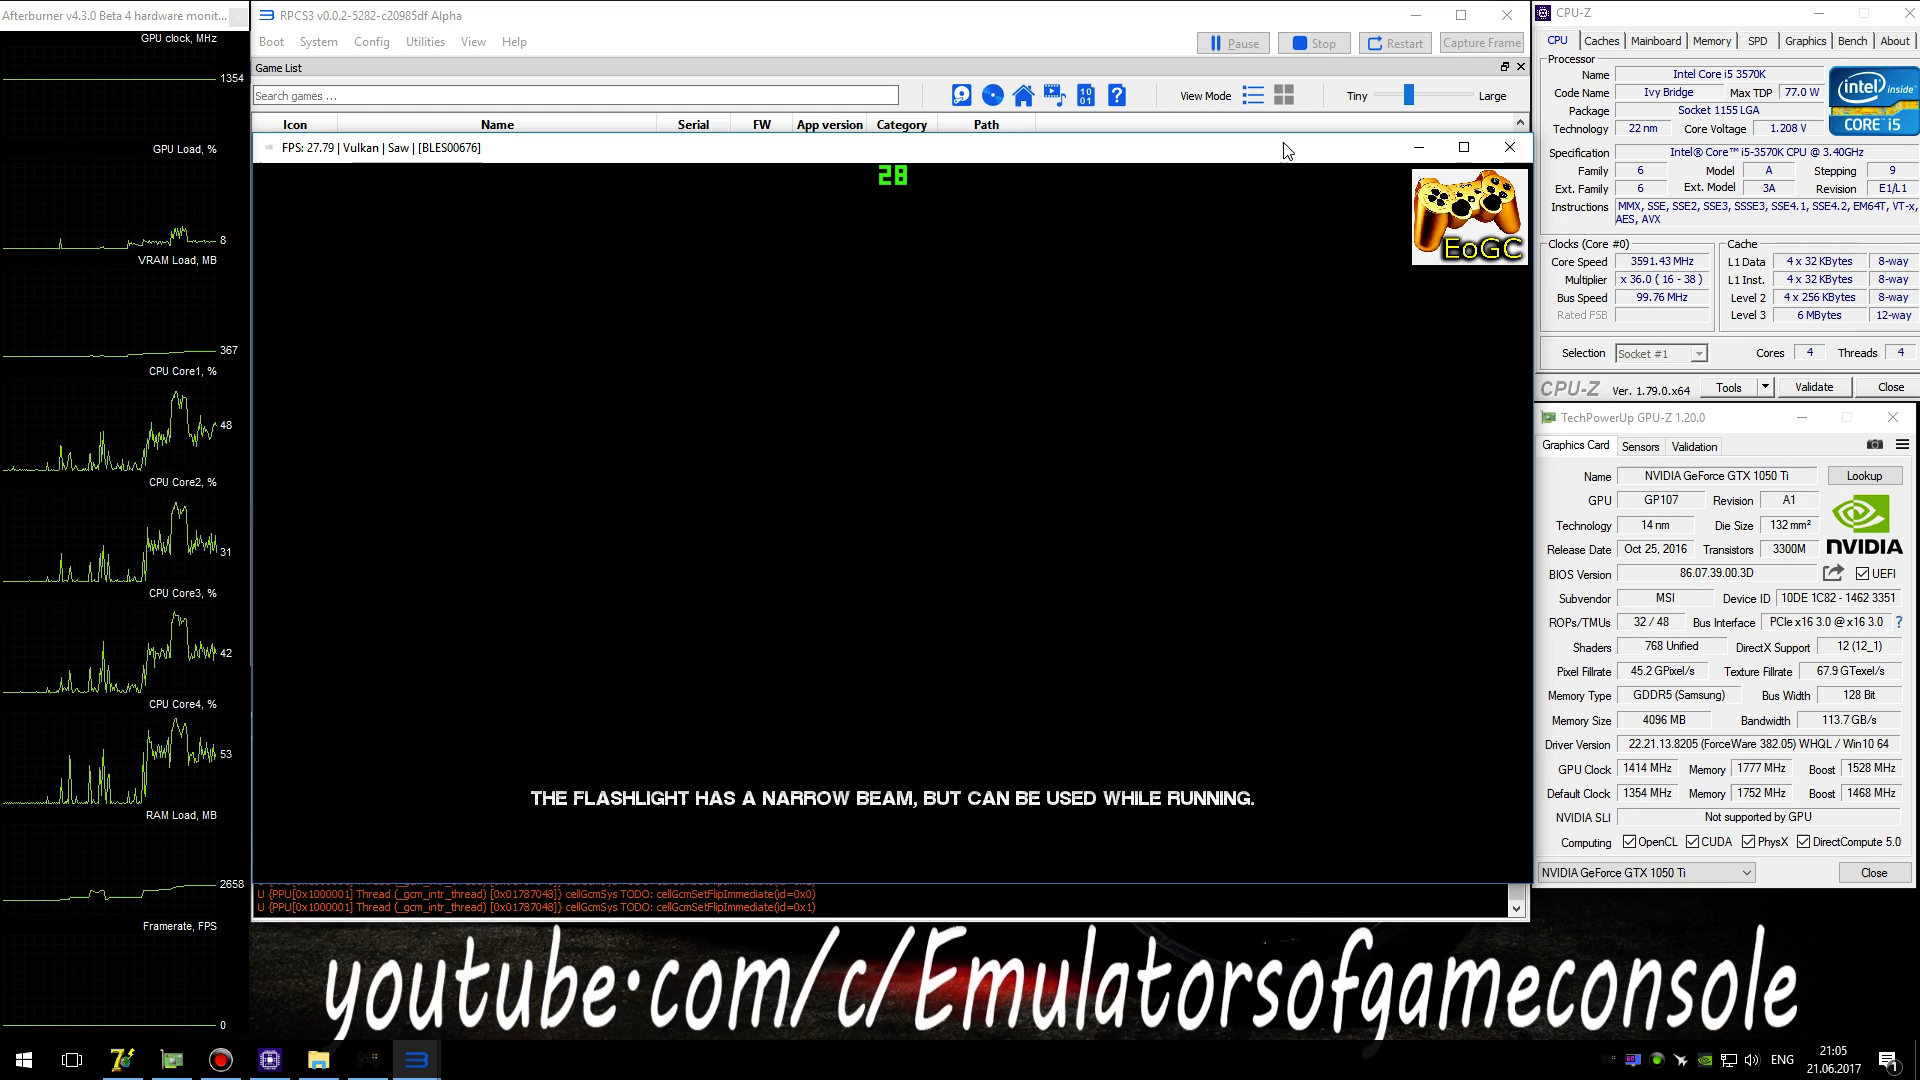 Afterburner v4.3.0 Beta 4 hardware monit...
GPU clock, MHz
1354
GPU Load, %
8
VRAM Load, MB
367
CPU Core1, %
48
CPU Core2, %
31
CPU Core3, %
42
CPU Core4, %
53
RAM Load, MB
2658
Framerate, FPS
0
RPCS3 v0.0.2-5282-c20985df Alpha
Boot System Config Utilities View Help
Pause Stop Restart Capture Frame
Game List
Search games ...
View Mode Tiny Large
Icon Name Serial FW App version Category Path
FPS: 27.79 | Vulkan | Saw | [BLES00676]
28
EoGC
THE FLASHLIGHT HAS A NARROW BEAM, BUT CAN BE USED WHILE RUNNING.
U {PPU[0x1000001] Thread (_gcm_intr_thread) [0x01787048]} cellGcmSys TODO: cellGcmSetFlipImmediate(id=0x0)
U {PPU[0x1000001] Thread (_gcm_intr_thread) [0x01787048]} cellGcmSys TODO: cellGcmSetFlipImmediate(id=0x1)
CPU-Z
CPU Caches Mainboard Memory SPD Graphics Bench About
Processor
Name Intel Core i5 3570K
Code Name Ivy Bridge Max TDP 77.0 W
Package Socket 1155 LGA
Technology 22 nm Core Voltage 1.208 V
intel inside
CORE i5
Specification Intel® Core™ i5-3570K CPU @ 3.40GHz
Family 6 Model A Stepping 9
Ext. Family 6 Ext. Model 3A Revision E1/L1
Instructions MMX, SSE, SSE2, SSE3, SSSE3, SSE4.1, SSE4.2, EM64T, VT-x,
AES, AVX
Clocks (Core #0) Cache
Core Speed 3591.43 MHz L1 Data 4 x 32 KBytes 8-way
Multiplier x 36.0 ( 16 - 38 ) L1 Inst. 4 x 32 KBytes 8-way
Bus Speed 99.76 MHz Level 2 4 x 256 KBytes 8-way
Rated FSB Level 3 6 MBytes 12-way
Selection Socket #1 Cores 4 Threads 4
CPU-Z Ver. 1.79.0.x64 Tools Validate Close
TechPowerUp GPU-Z 1.20.0
Graphics Card Sensors Validation
Name NVIDIA GeForce GTX 1050 Ti Lookup
GPU GP107 Revision A1
Technology 14 nm Die Size 132 mm²
Release Date Oct 25, 2016 Transistors 3300M
NVIDIA
BIOS Version 86.07.39.00.3D UEFI
Subvendor MSI Device ID 10DE 1C82 - 1462 3351
ROPs/TMUs 32 / 48 Bus Interface PCIe x16 3.0 @ x16 3.0 ?
Shaders 768 Unified DirectX Support 12 (12_1)
Pixel Fillrate 45.2 GPixel/s Texture Fillrate 67.9 GTexel/s
Memory Type GDDR5 (Samsung) Bus Width 128 Bit
Memory Size 4096 MB Bandwidth 113.7 GB/s
Driver Version 22.21.13.8205 (ForceWare 382.05) WHQL / Win10 64
GPU Clock 1414 MHz Memory 1777 MHz Boost 1528 MHz
Default Clock 1354 MHz Memory 1752 MHz Boost 1468 MHz
NVIDIA SLI Not supported by GPU
Computing OpenCL CUDA PhysX DirectCompute 5.0
NVIDIA GeForce GTX 1050 Ti Close
youtube.com/c/Emulatorsofgameconsole
ENG 21:05
21.06.2017
1